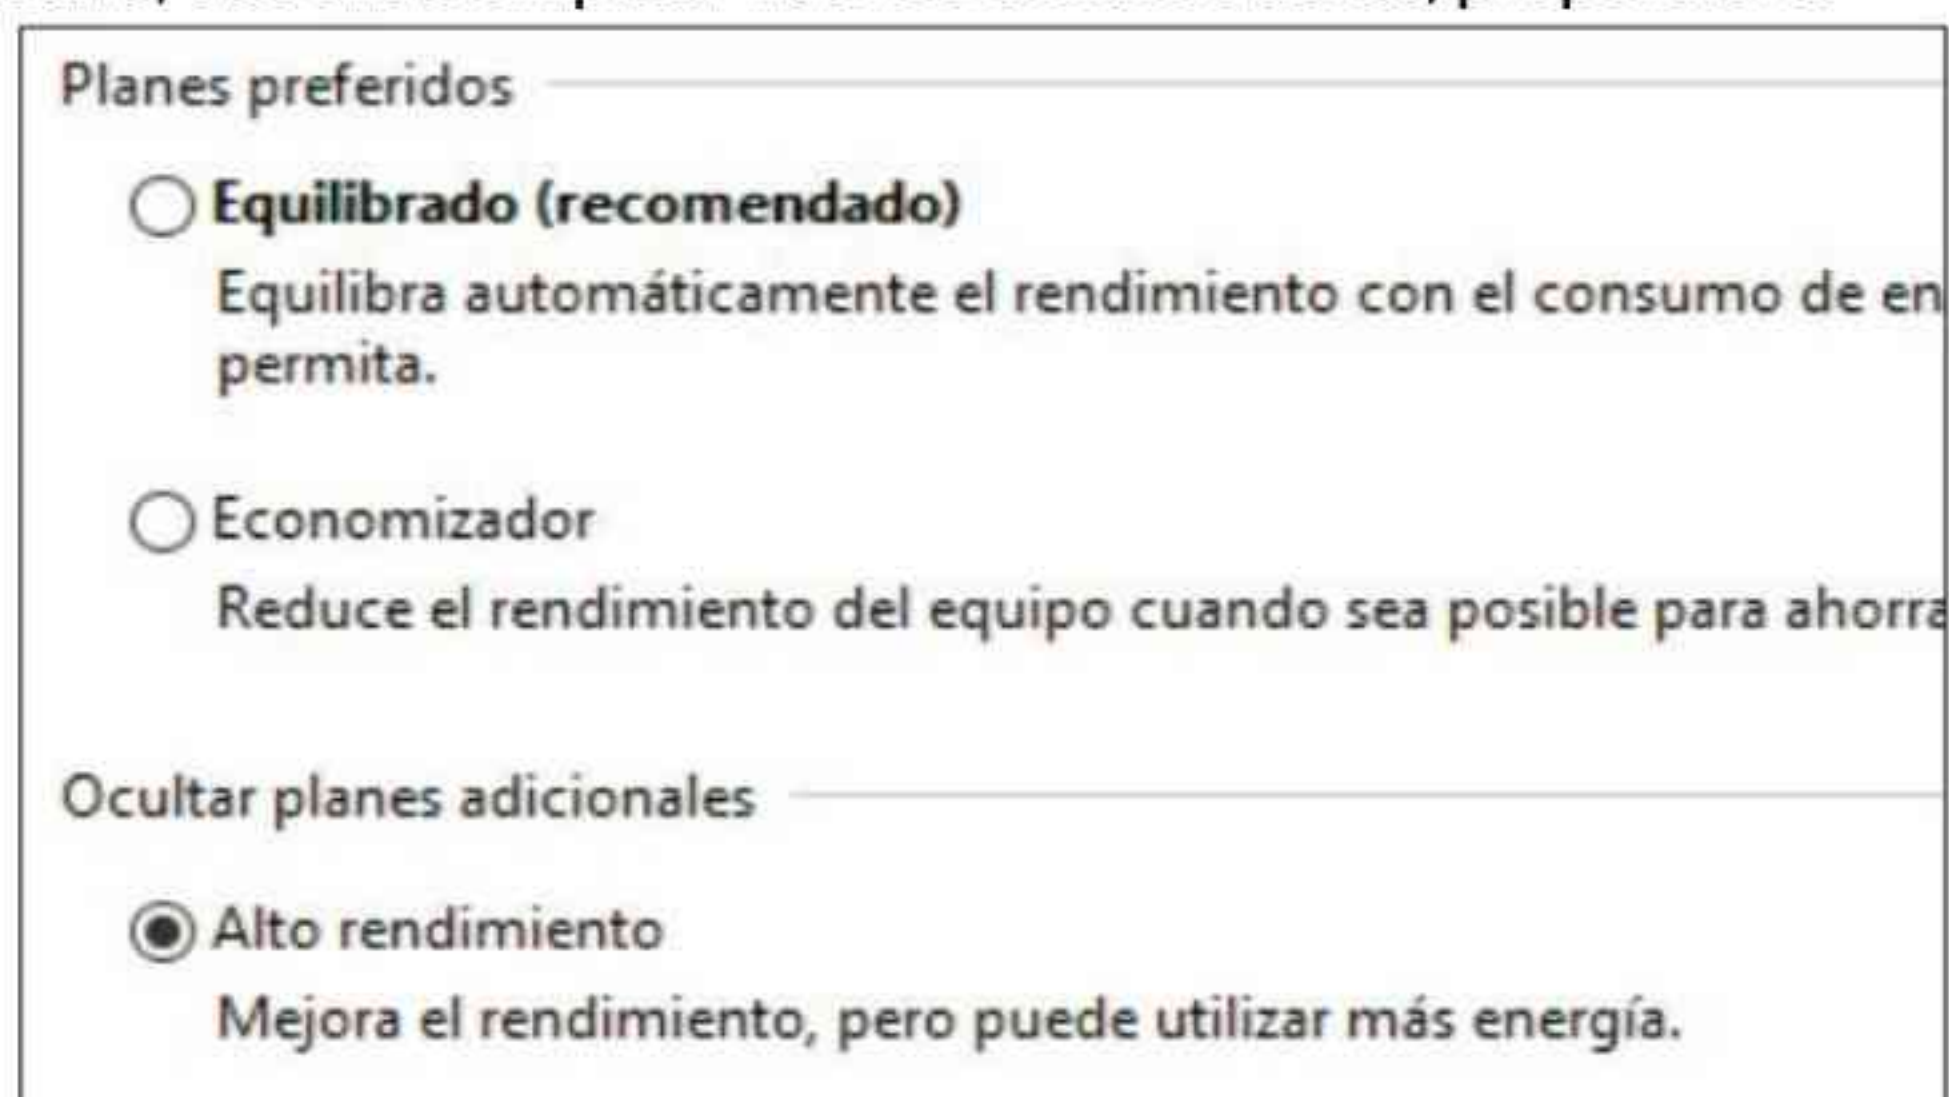 Planes preferidos
Equilibrado (recomendado)
Equilibra automáticamente el rendimiento con el consumo de en
permita.
Economizador
Reduce el rendimiento del equipo cuando sea posible para ahorra
Ocultar planes adicionales
Alto rendimiento
Mejora el rendimiento, pero puede utilizar más energía.